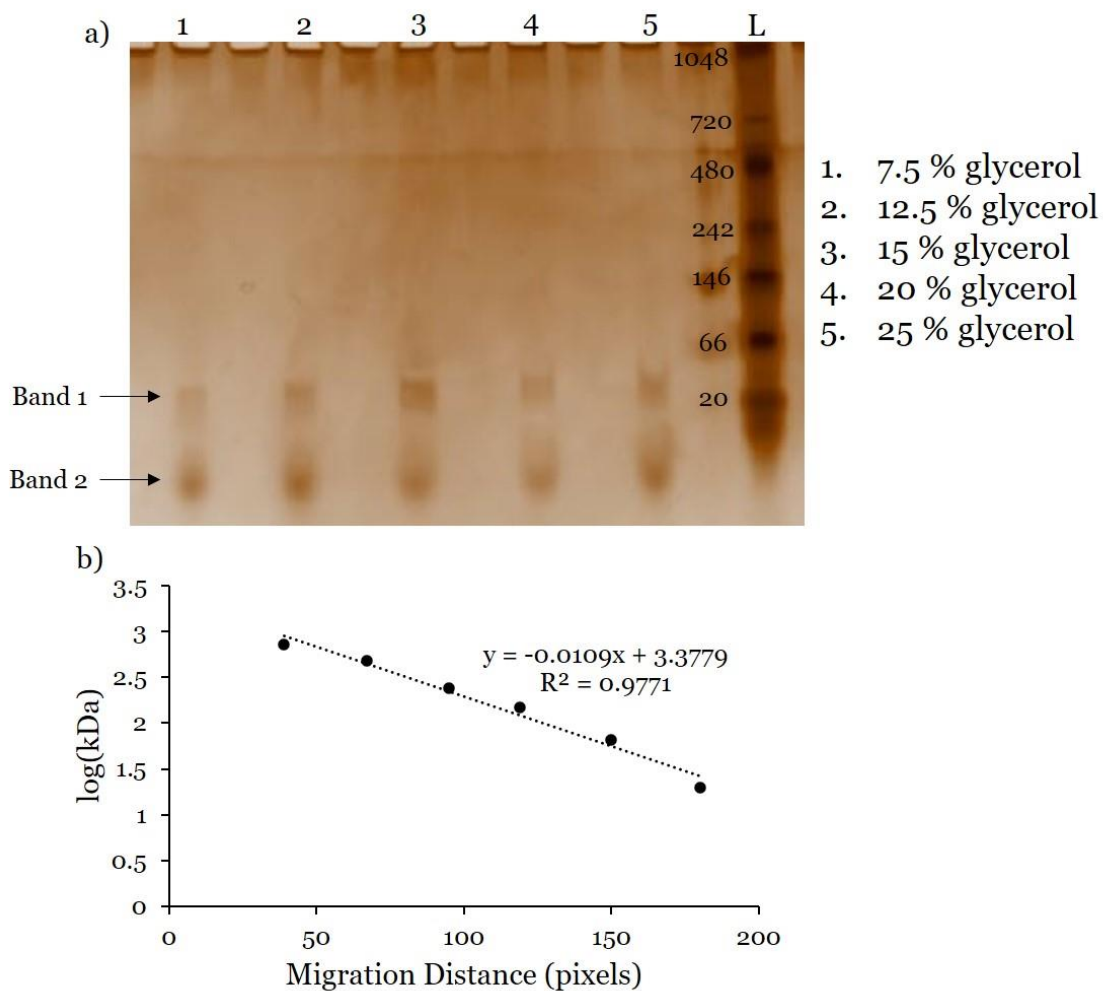 a) 1 2 3 4 5 L
1048
720
480
242
146
66
20
1. 7.5 % glycerol
2. 12.5 % glycerol
3. 15 % glycerol
4. 20 % glycerol
5. 25 % glycerol
Band 1
Band 2
b)
3.5
3
2.5
2
1.5
1
0.5
0
log(kDa)
y = -0.0109x + 3.3779
R² = 0.9771
0 50 100 150 200
Migration Distance (pixels)